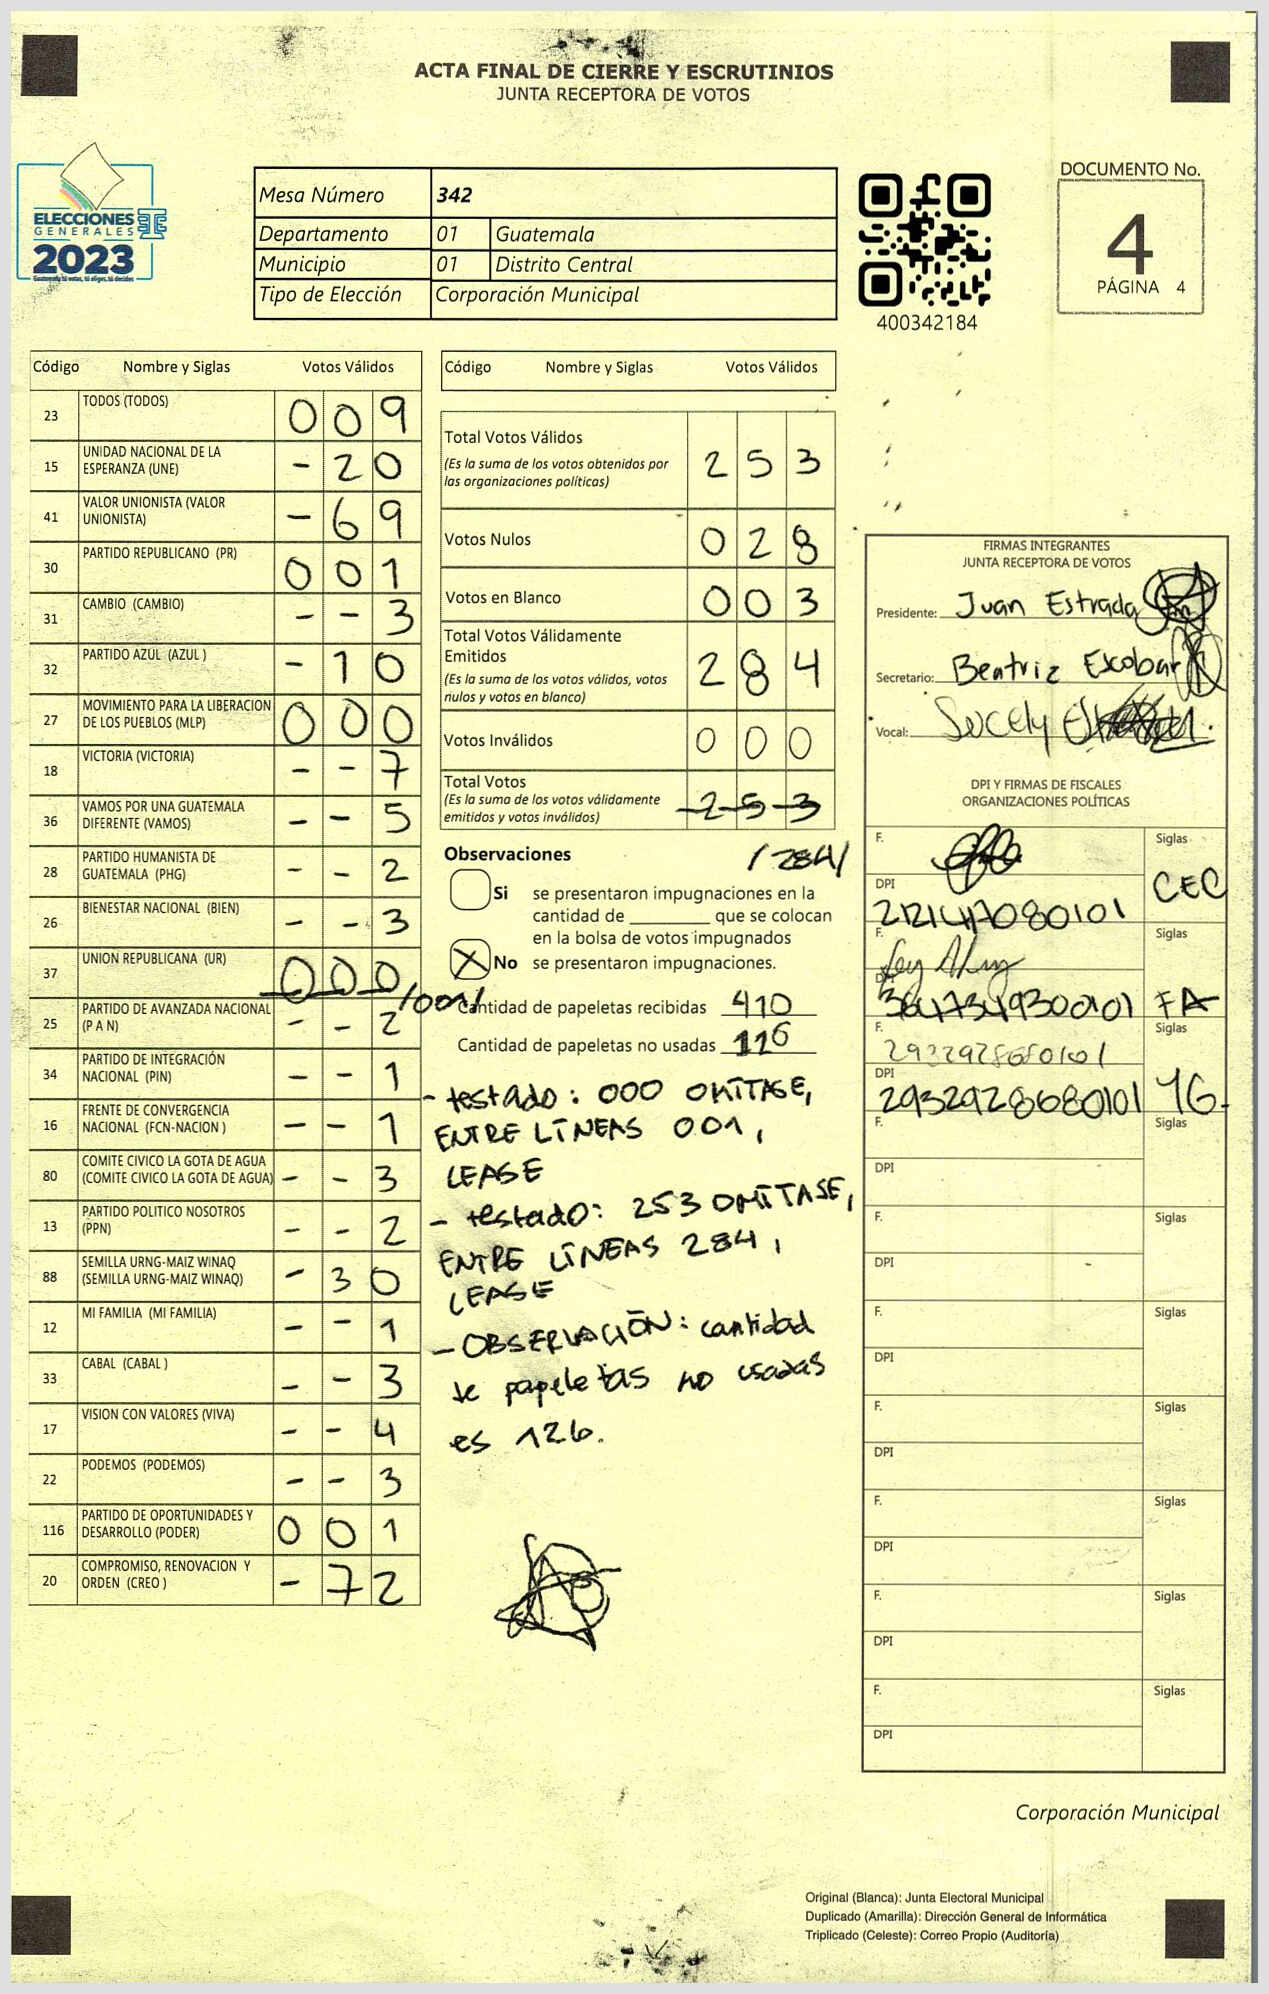 ACTA FINAL DE CIERRE Y ESCRUTINIOS
JUNTA RECEPTORA DE VOTOS
ELECCIONES
GENERALES
2023
Guatemala tú votas, tú eliges, tú decides
Mesa Número 342
Departamento 01 Guatemala
Municipio 01 Distrito Central
Tipo de Elección Corporación Municipal
400342184
DOCUMENTO No.
4
PÁGINA 4
Código Nombre y Siglas Votos Válidos
23 TODOS (TODOS) 0 0 9
15 UNIDAD NACIONAL DE LA ESPERANZA (UNE) - 2 0
41 VALOR UNIONISTA (VALOR UNIONISTA) - 6 9
30 PARTIDO REPUBLICANO (PR) 0 0 1
31 CAMBIO (CAMBIO) - - 3
32 PARTIDO AZUL (AZUL ) - 1 0
27 MOVIMIENTO PARA LA LIBERACION DE LOS PUEBLOS (MLP) 0 0 0
18 VICTORIA (VICTORIA) - - 7
36 VAMOS POR UNA GUATEMALA DIFERENTE (VAMOS) - - 5
28 PARTIDO HUMANISTA DE GUATEMALA (PHG) - - 2
26 BIENESTAR NACIONAL (BIEN) - - 3
37 UNION REPUBLICANA (UR) 0 0 0 /001/
25 PARTIDO DE AVANZADA NACIONAL (P A N) - - 2
34 PARTIDO DE INTEGRACIÓN NACIONAL (PIN) - - 1
16 FRENTE DE CONVERGENCIA NACIONAL (FCN-NACION ) - - 1
80 COMITE CIVICO LA GOTA DE AGUA (COMITE CIVICO LA GOTA DE AGUA) - - 3
13 PARTIDO POLITICO NOSOTROS (PPN) - - 2
88 SEMILLA URNG-MAIZ WINAQ (SEMILLA URNG-MAIZ WINAQ) - 3 0
12 MI FAMILIA (MI FAMILIA) - - 1
33 CABAL (CABAL ) - - 3
17 VISION CON VALORES (VIVA) - - 4
22 PODEMOS (PODEMOS) - - 3
116 PARTIDO DE OPORTUNIDADES Y DESARROLLO (PODER) 0 0 1
20 COMPROMISO, RENOVACION Y ORDEN (CREO ) - 7 2
Código Nombre y Siglas Votos Válidos
Total Votos Válidos 2 5 3
(Es la suma de los votos obtenidos por
las organizaciones políticas)
Votos Nulos 0 2 8
Votos en Blanco 0 0 3
Total Votos Válidamente
Emitidos 2 8 4
(Es la suma de los votos válidos, votos
nulos y votos en blanco)
Votos Inválidos 0 0 0
Total Votos
(Es la suma de los votos válidamente
emitidos y votos inválidos) 2 5 3
/284/
Observaciones
Si se presentaron impugnaciones en la
cantidad de ________ que se colocan
en la bolsa de votos impugnados
X No se presentaron impugnaciones.
Cantidad de papeletas recibidas 410
Cantidad de papeletas no usadas 116
- testado: 000 OMÍTASE,
ENTRE LÍNEAS 001,
LEASE
- testado: 253 OMÍTASE,
ENTRE LÍNEAS 284,
LEASE
- OBSERVACIÓN: cantidad
de papeletas no usadas
es 126.
FIRMAS INTEGRANTES
JUNTA RECEPTORA DE VOTOS
Presidente: Juan Estrada
Secretario: Beatriz Escobar
Vocal: Sucely
DPI Y FIRMAS DE FISCALES
ORGANIZACIONES POLÍTICAS
F. Siglas
DPI CEC
F. Siglas
DPI
3647349300101 FA
F. Siglas
2932928680101
DPI
2932928680101 YG.
F. Siglas
DPI
F. Siglas
DPI
F. Siglas
DPI
F. Siglas
DPI
F. Siglas
DPI
F. Siglas
DPI
F. Siglas
DPI
Corporación Municipal
Original (Blanca): Junta Electoral Municipal
Duplicado (Amarilla): Dirección General de Informática
Triplicado (Celeste): Correo Propio (Auditoría)